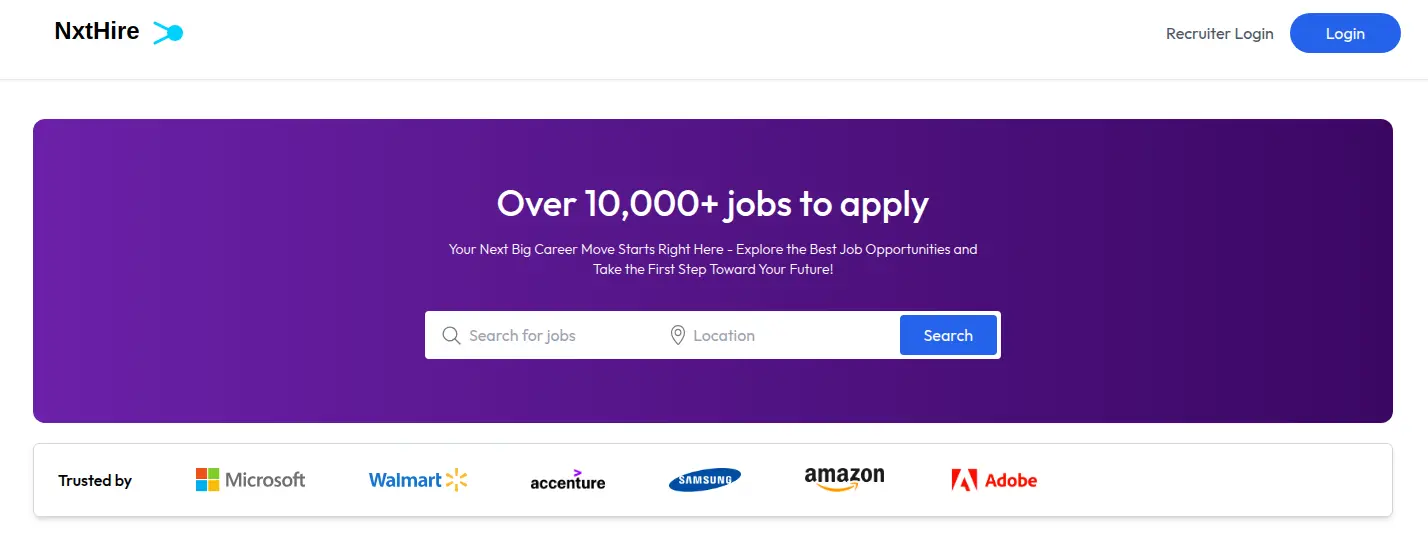 NxtHire
Recruiter Login
Login
Over 10,000+ jobs to apply
Your Next Big Career Move Starts Right Here - Explore the Best Job Opportunities and
Take the First Step Toward Your Future!
Search for jobs
Location
Search
Trusted by
Microsoft
Walmart
accenture
SAMSUNG
amazon
Adobe